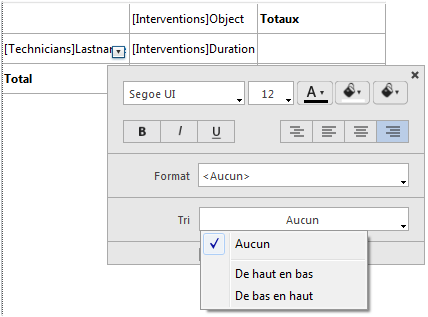 [Interventions]Object Totaux
[Technicians]Lastname [Interventions]Duration
Total
Segoe UI 12 A
B I U
Format <Aucun>
Tri Aucun
Aucun
De haut en bas
De bas en haut